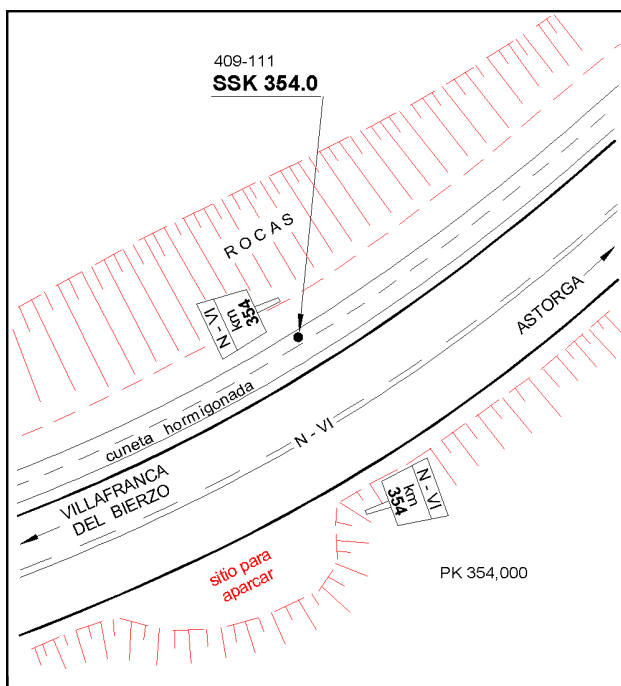 409-111
SSK 354.0
ROCAS
N - VI
km
354
cuneta hormigonada
ASTORGA
N - VI
VILLAFRANCA
DEL BIERZO
N - VI
km
354
sitio para
aparcar
PK 354,000